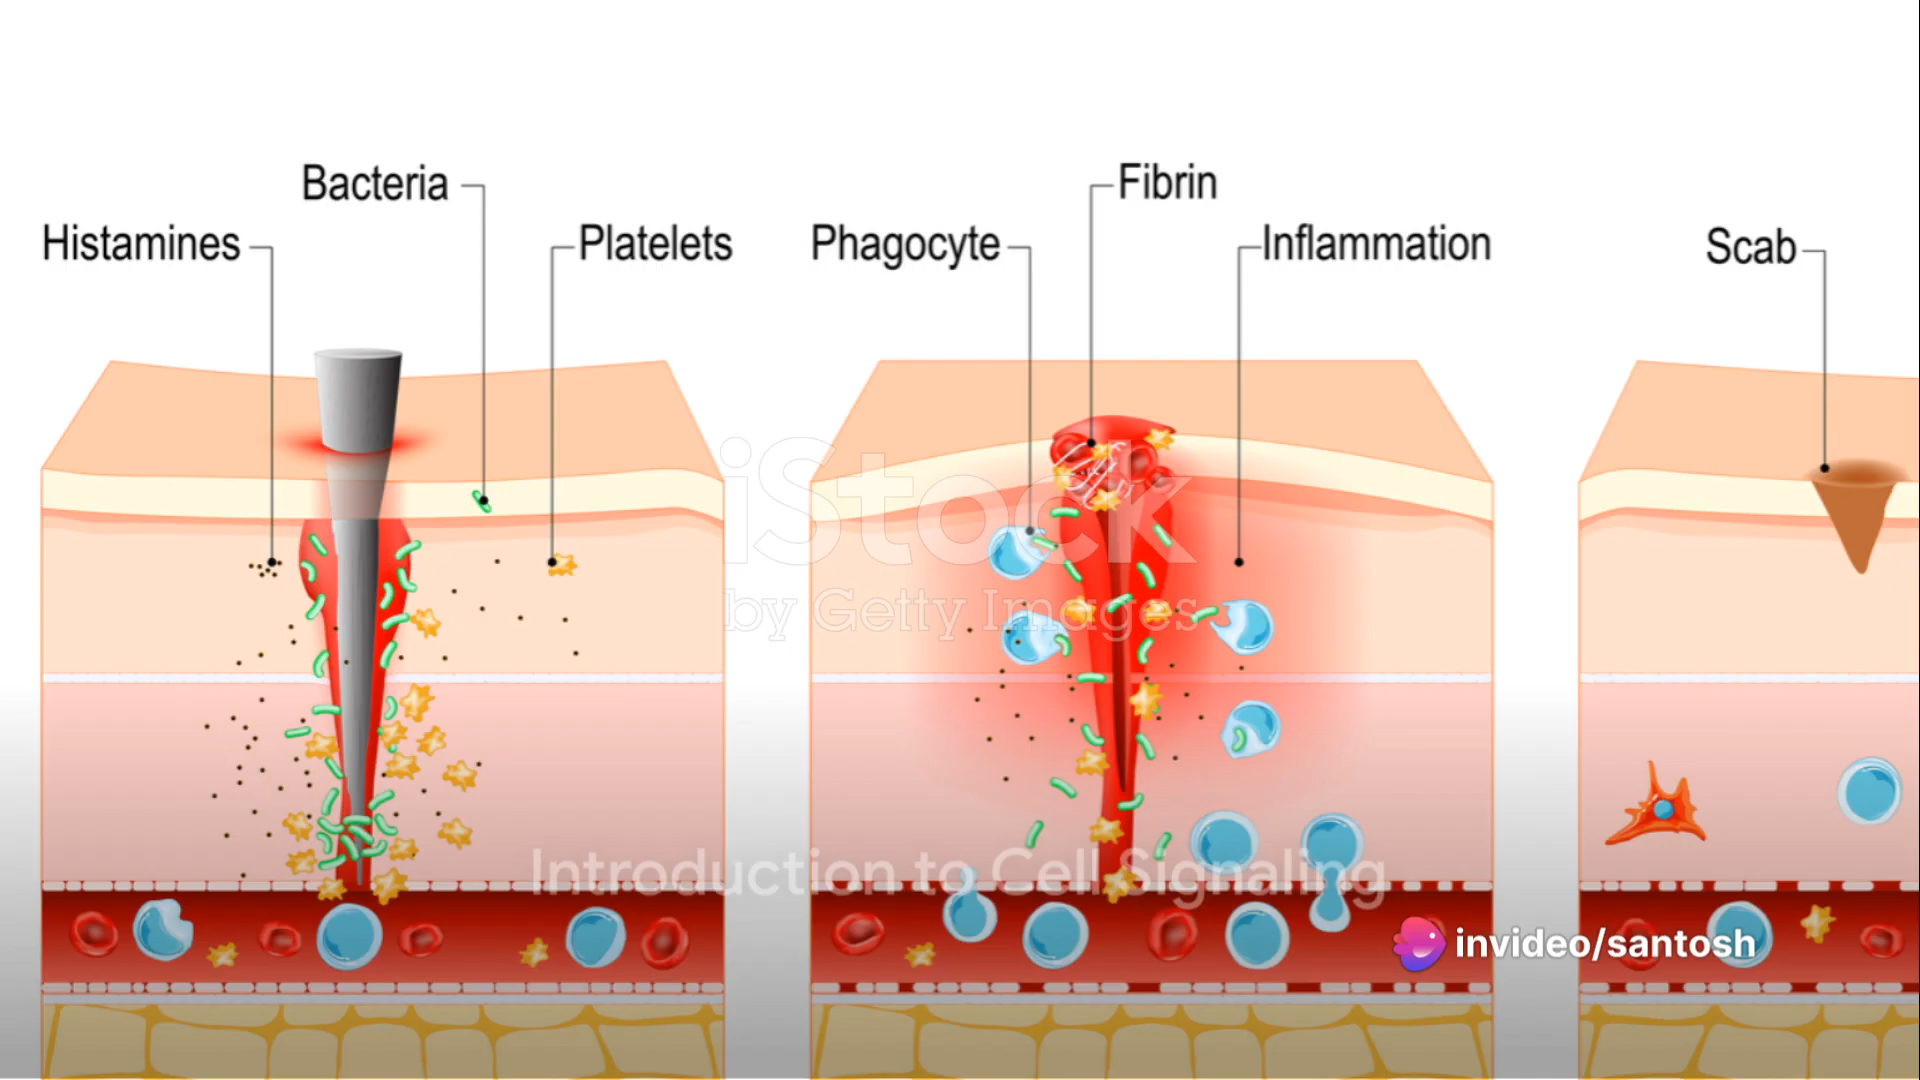 Bacteria
Fibrin
Histamines
Platelets
Phagocyte
Inflammation
Scab
iStock
by Getty Images
Introduction to Cell Signaling
invideo/santosh